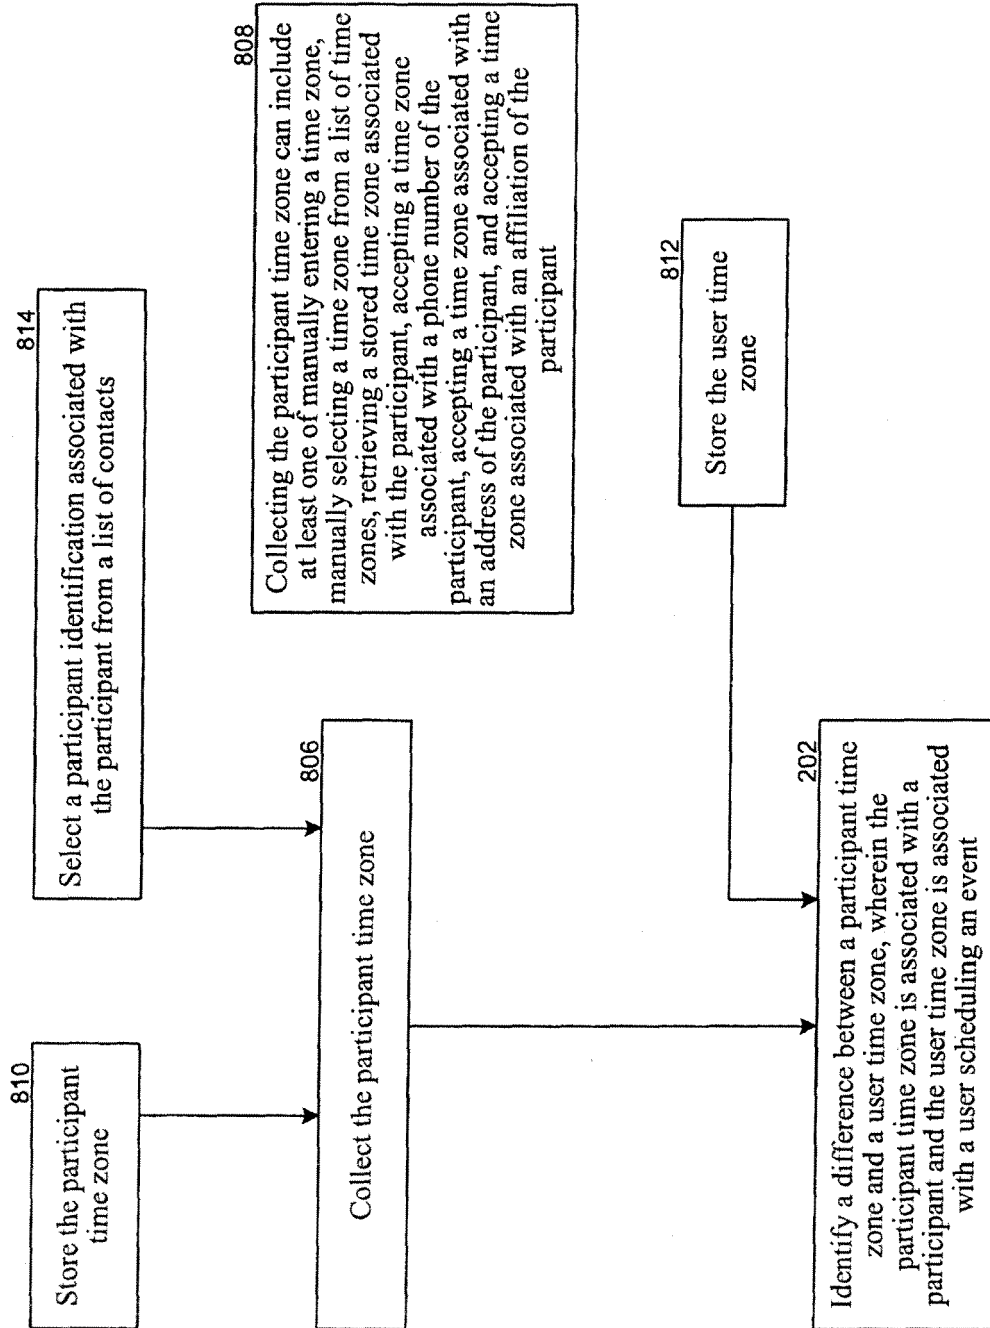 810
Store the participant
time zone
814
Select a participant identification associated with
the participant from a list of contacts
806
Collect the participant time zone
808
Collecting the participant time zone can include
at least one of manually entering a time zone,
manually selecting a time zone from a list of time
zones, retrieving a stored time zone associated
with the participant, accepting a time zone
associated with a phone number of the
participant, accepting a time zone associated with
an address of the participant, and accepting a time
zone associated with an affiliation of the
participant
812
Store the user time
zone
202
Identify a difference between a participant time
zone and a user time zone, wherein the
participant time zone is associated with a
participant and the user time zone is associated
with a user scheduling an event